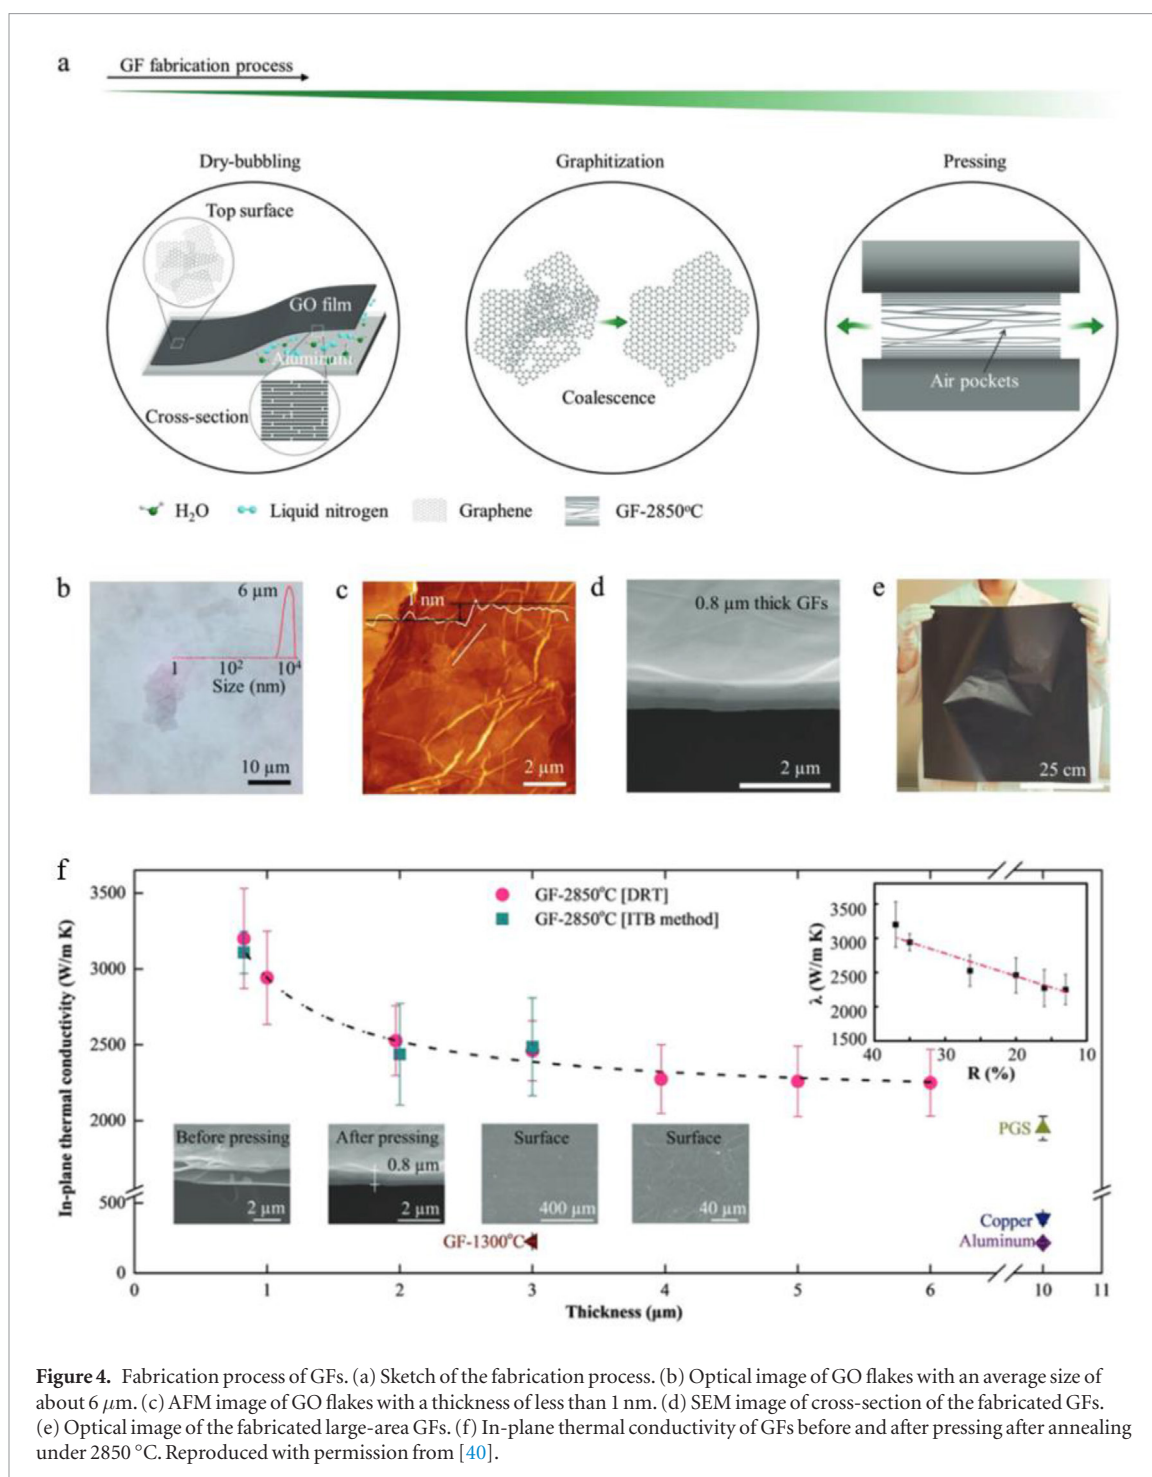 a
GF fabrication process
Dry-bubbling
Graphitization
Pressing
Top surface
GO film
Aluminum
Cross-section
Coalescence
Air pockets
H₂O
Liquid nitrogen
Graphene
GF-2850°C
b
6 μm
1 10² 10⁴
Size (nm)
10 μm
c
1 nm
2 μm
d
0.8 μm thick GFs
2 μm
e
25 cm
f
In-plane thermal conductivity (W/m K)
3500
3000
2500
2000
500
0
GF-2850°C [DRT]
GF-2850°C [ITB method]
λ (W/m K)
3500
3000
2500
2000
1500
40 30 20 10
R (%)
Before pressing
2 μm
After pressing
0.8 μm
2 μm
Surface
400 μm
Surface
40 μm
PGS
Copper
Aluminum
GF-1300°C
0 1 2 3 4 5 6 10 11
Thickness (μm)
Figure 4. Fabrication process of GFs. (a) Sketch of the fabrication process. (b) Optical image of GO flakes with an average size of
about 6 μm. (c) AFM image of GO flakes with a thickness of less than 1 nm. (d) SEM image of cross-section of the fabricated GFs.
(e) Optical image of the fabricated large-area GFs. (f) In-plane thermal conductivity of GFs before and after pressing after annealing
under 2850 °C. Reproduced with permission from [40].